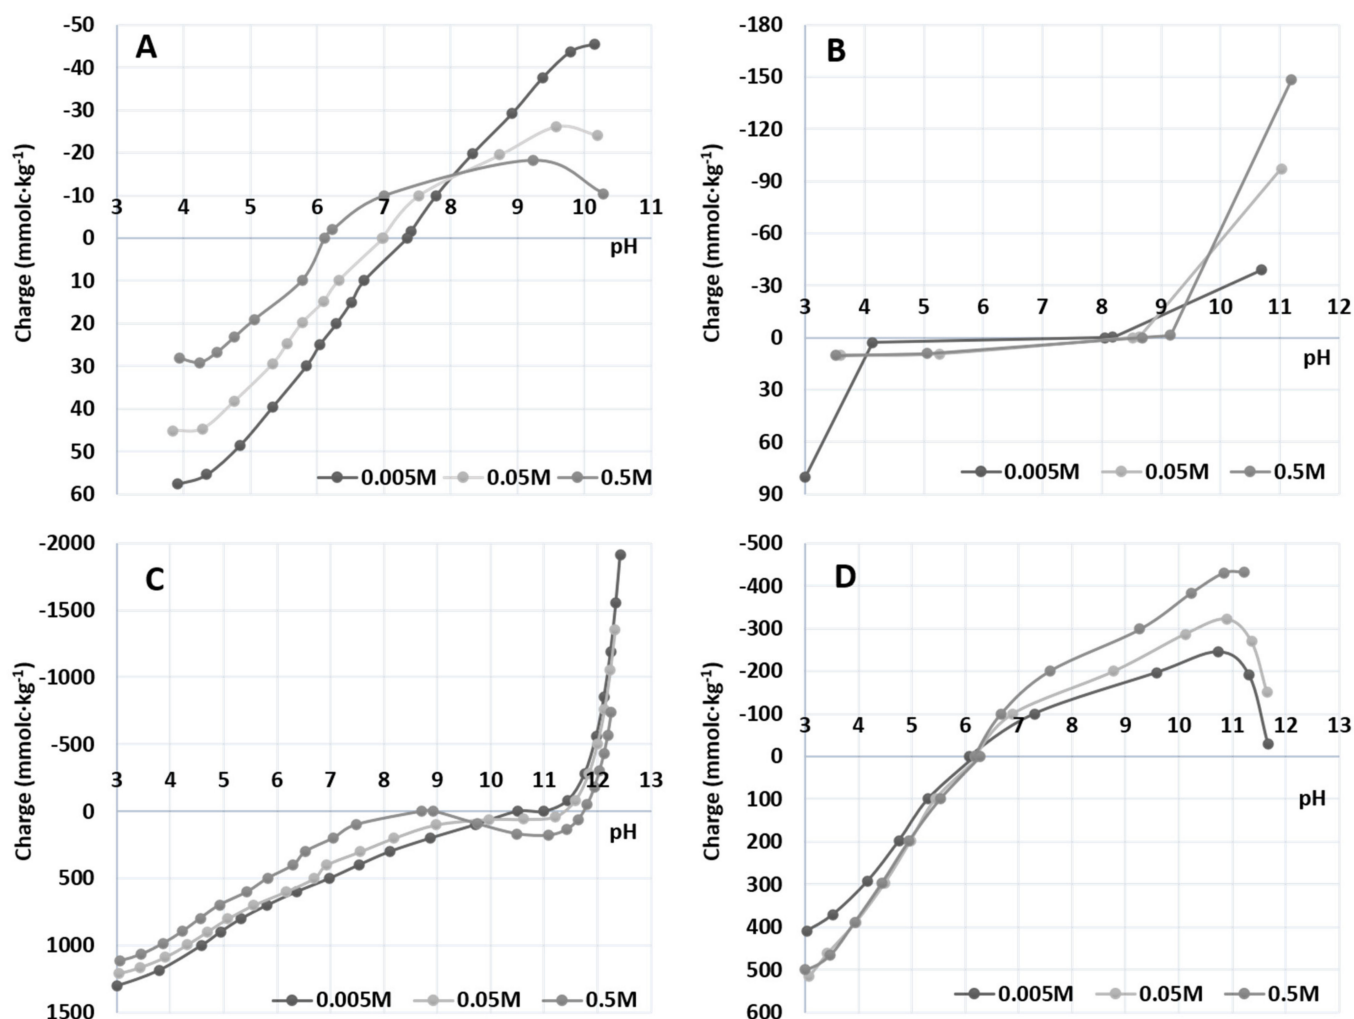 A
Charge (mmolc·kg-1)
-50
-40
-30
-20
-10
0
10
20
30
40
50
60
3 4 5 6 7 8 9 10 11
pH
0.005M 0.05M 0.5M
B
Charge (mmolc·kg-1)
-180
-150
-120
-90
-60
-30
0
30
60
90
3 4 5 6 7 8 9 10 11 12
pH
0.005M 0.05M 0.5M
C
Charge (mmolc·kg-1)
-2000
-1500
-1000
-500
0
500
1000
1500
3 4 5 6 7 8 9 10 11 12 13
pH
0.005M 0.05M 0.5M
D
Charge (mmolc·kg-1)
-500
-400
-300
-200
-100
0
100
200
300
400
500
600
3 4 5 6 7 8 9 10 11 12 13
pH
0.005M 0.05M 0.5M